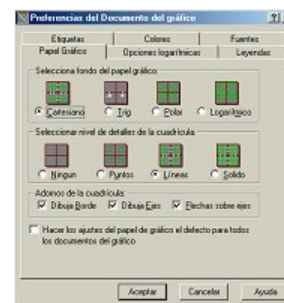 Preferencias del Documento del gráfico
Etiquetas Colores Fuentes
Papel Gráfico Opciones logarítmicas Leyendas
Selecciona fondo del papel gráfico:
Cartesiano Trig Polar Logarítmico
Seleccionar nivel de detalles de la cuadrícula:
Ningun Puntos Líneas Solido
Adornos de la cuadrícula:
Dibuja Borde Dibuja Ejes Flechas sobre ejes
Hacer los ajustes del papel de gráfico el defecto para todos
los documentos del gráfico
Aceptar Cancelar Ayuda